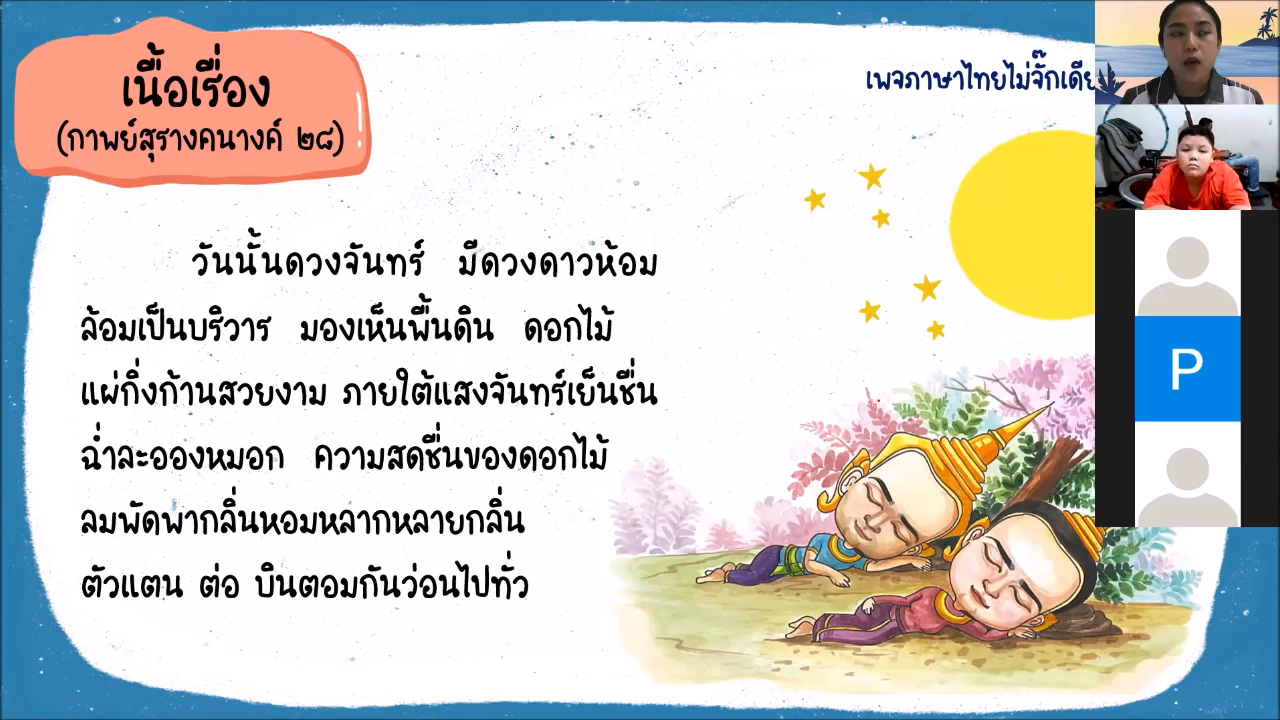 เนื้อเรื่อง
(กาพย์สุรางคนางค์ ๒๘)
เพจภาษาไทยไม่จั๊กเดีย
วันนั้นดวงจันทร์ มีดวงดาวห้อม
ล้อมเป็นบริวาร มองเห็นพื้นดิน ดอกไม้
แผ่กิ่งก้านสวยงาม ภายใต้แสงจันทร์เย็นชื่น
ฉ่ำละอองหมอก ความสดชื่นของดอกไม้
ลมพัดพากลิ่นหอมหลากหลายกลิ่น
ตัวแตน ต่อ บินตอมกันว่อนไปทั่ว
P